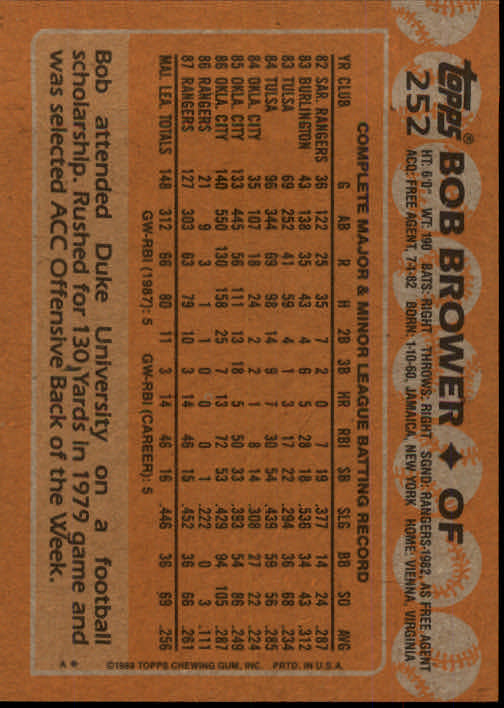 topps® BOB BROWER ♦ OF
252
HT: 6'0" WT: 190 BATS: RIGHT THROWS: RIGHT SGND: RANGERS-1982, AS FREE AGENT
ACQ: FREE AGENT, 7-1-82 BORN: 1-10-60, JAMAICA, NEW YORK HOME: VIENNA, VIRGINIA
COMPLETE MAJOR & MINOR LEAGUE BATTING RECORD
YR CLUB G AB R H 2B 3B HR RBI SB SLG BB SO AVG
82 SAR. RANGERS 36 122 25 35 7 2 0 7 19 .377 14 24 .287
83 BURLINGTON 43 138 35 43 4 6 5 28 18 .536 34 43 .312
83 TULSA 69 252 41 59 4 1 3 17 22 .294 36 68 .234
84 TULSA 96 344 69 98 14 9 7 30 54 .439 59 56 .285
84 OKLA. CITY 35 107 18 24 2 2 1 8 14 .308 27 22 .224
85 OKLA. CITY 133 445 56 111 13 18 5 50 33 .393 54 86 .249
86 OKLA. CITY 140 550 130 158 25 7 13 72 53 .429 94 105 .287
86 RANGERS 21 9 3 1 1 0 0 0 1 .222 0 3 .111
87 RANGERS 127 303 63 79 10 3 14 46 15 .452 36 66 .261
MAJ. LEA. TOTALS 148 312 66 80 11 3 14 46 16 .446 36 69 .256
GW-RBI (1987): 5 GW-RBI (CAREER): 5
Bob attended Duke University on a football
scholarship. Rushed for 130 Yards in 1979 game and
was selected ACC Offensive Back of the Week.
©1988 TOPPS CHEWING GUM, INC. PRTD. IN U.S.A.
A